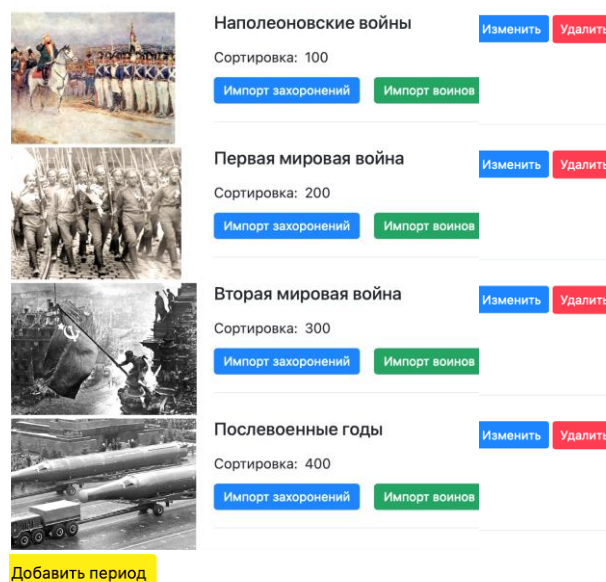 Наполеоновские войны
Изменить Удалить
Сортировка: 100
Импорт захоронений Импорт воинов
Первая мировая война
Изменить Удалить
Сортировка: 200
Импорт захоронений Импорт воинов
Вторая мировая война
Изменить Удалить
Сортировка: 300
Импорт захоронений Импорт воинов
Послевоенные годы
Изменить Удалить
Сортировка: 400
Импорт захоронений Импорт воинов
Добавить период